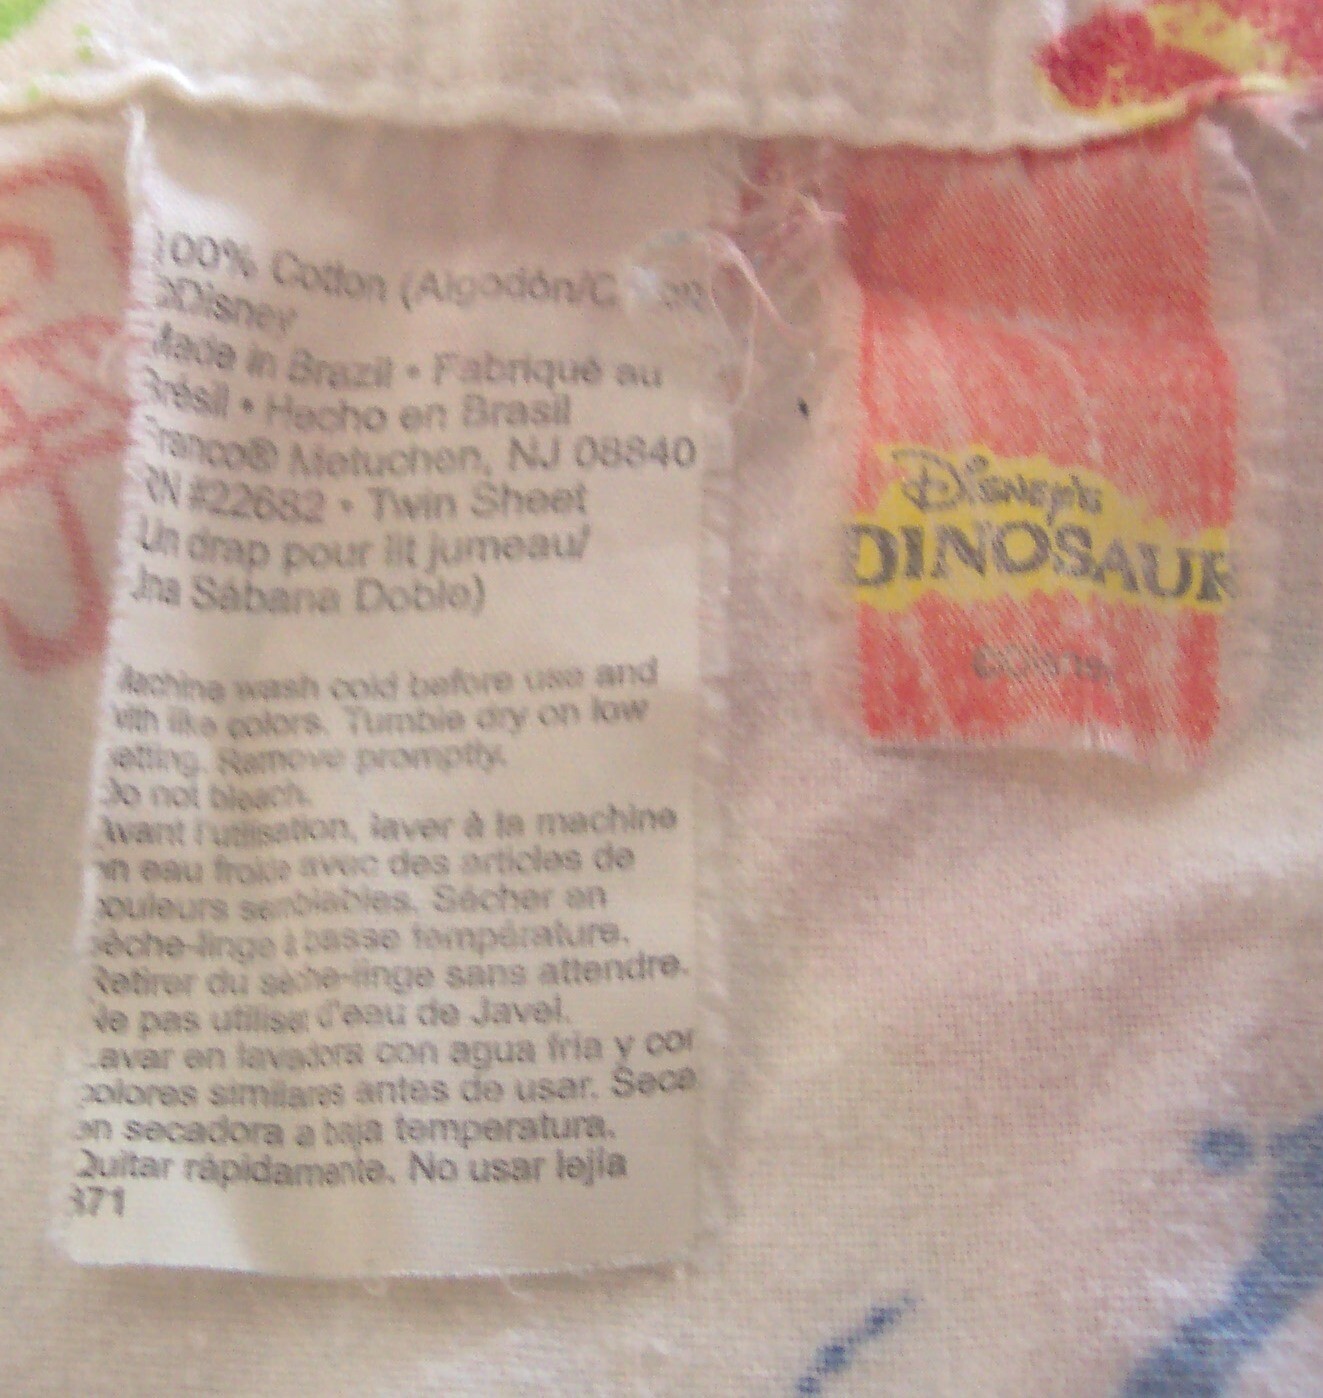 100% Cotton (Algodón/
©Disney
Made in Brazil • Fabriqué au
Brésil • Hecho en Brasil
Franco® Metuchen, NJ 08840
RN #22682 • Twin Sheet
Un drap pour lit jumeau/
Una Sábana Doble)
Machine wash cold before use and
with like colors. Tumble dry on low
setting. Remove promptly.
Do not bleach.
Avant l'utilisation, laver à la machine
en eau froide avec des articles de
couleurs semblables. Sécher en
sèche-linge à basse température.
Retirer du sèche-linge sans attendre.
Ne pas utiliser d'eau de Javel.
Lavar en lavadora con agua fría y con
colores similares antes de usar. Seca
en secadora a baja temperatura.
Quitar rápidamente. No usar lejía
871
DISNEY'S
DINOSAUR
©Disney